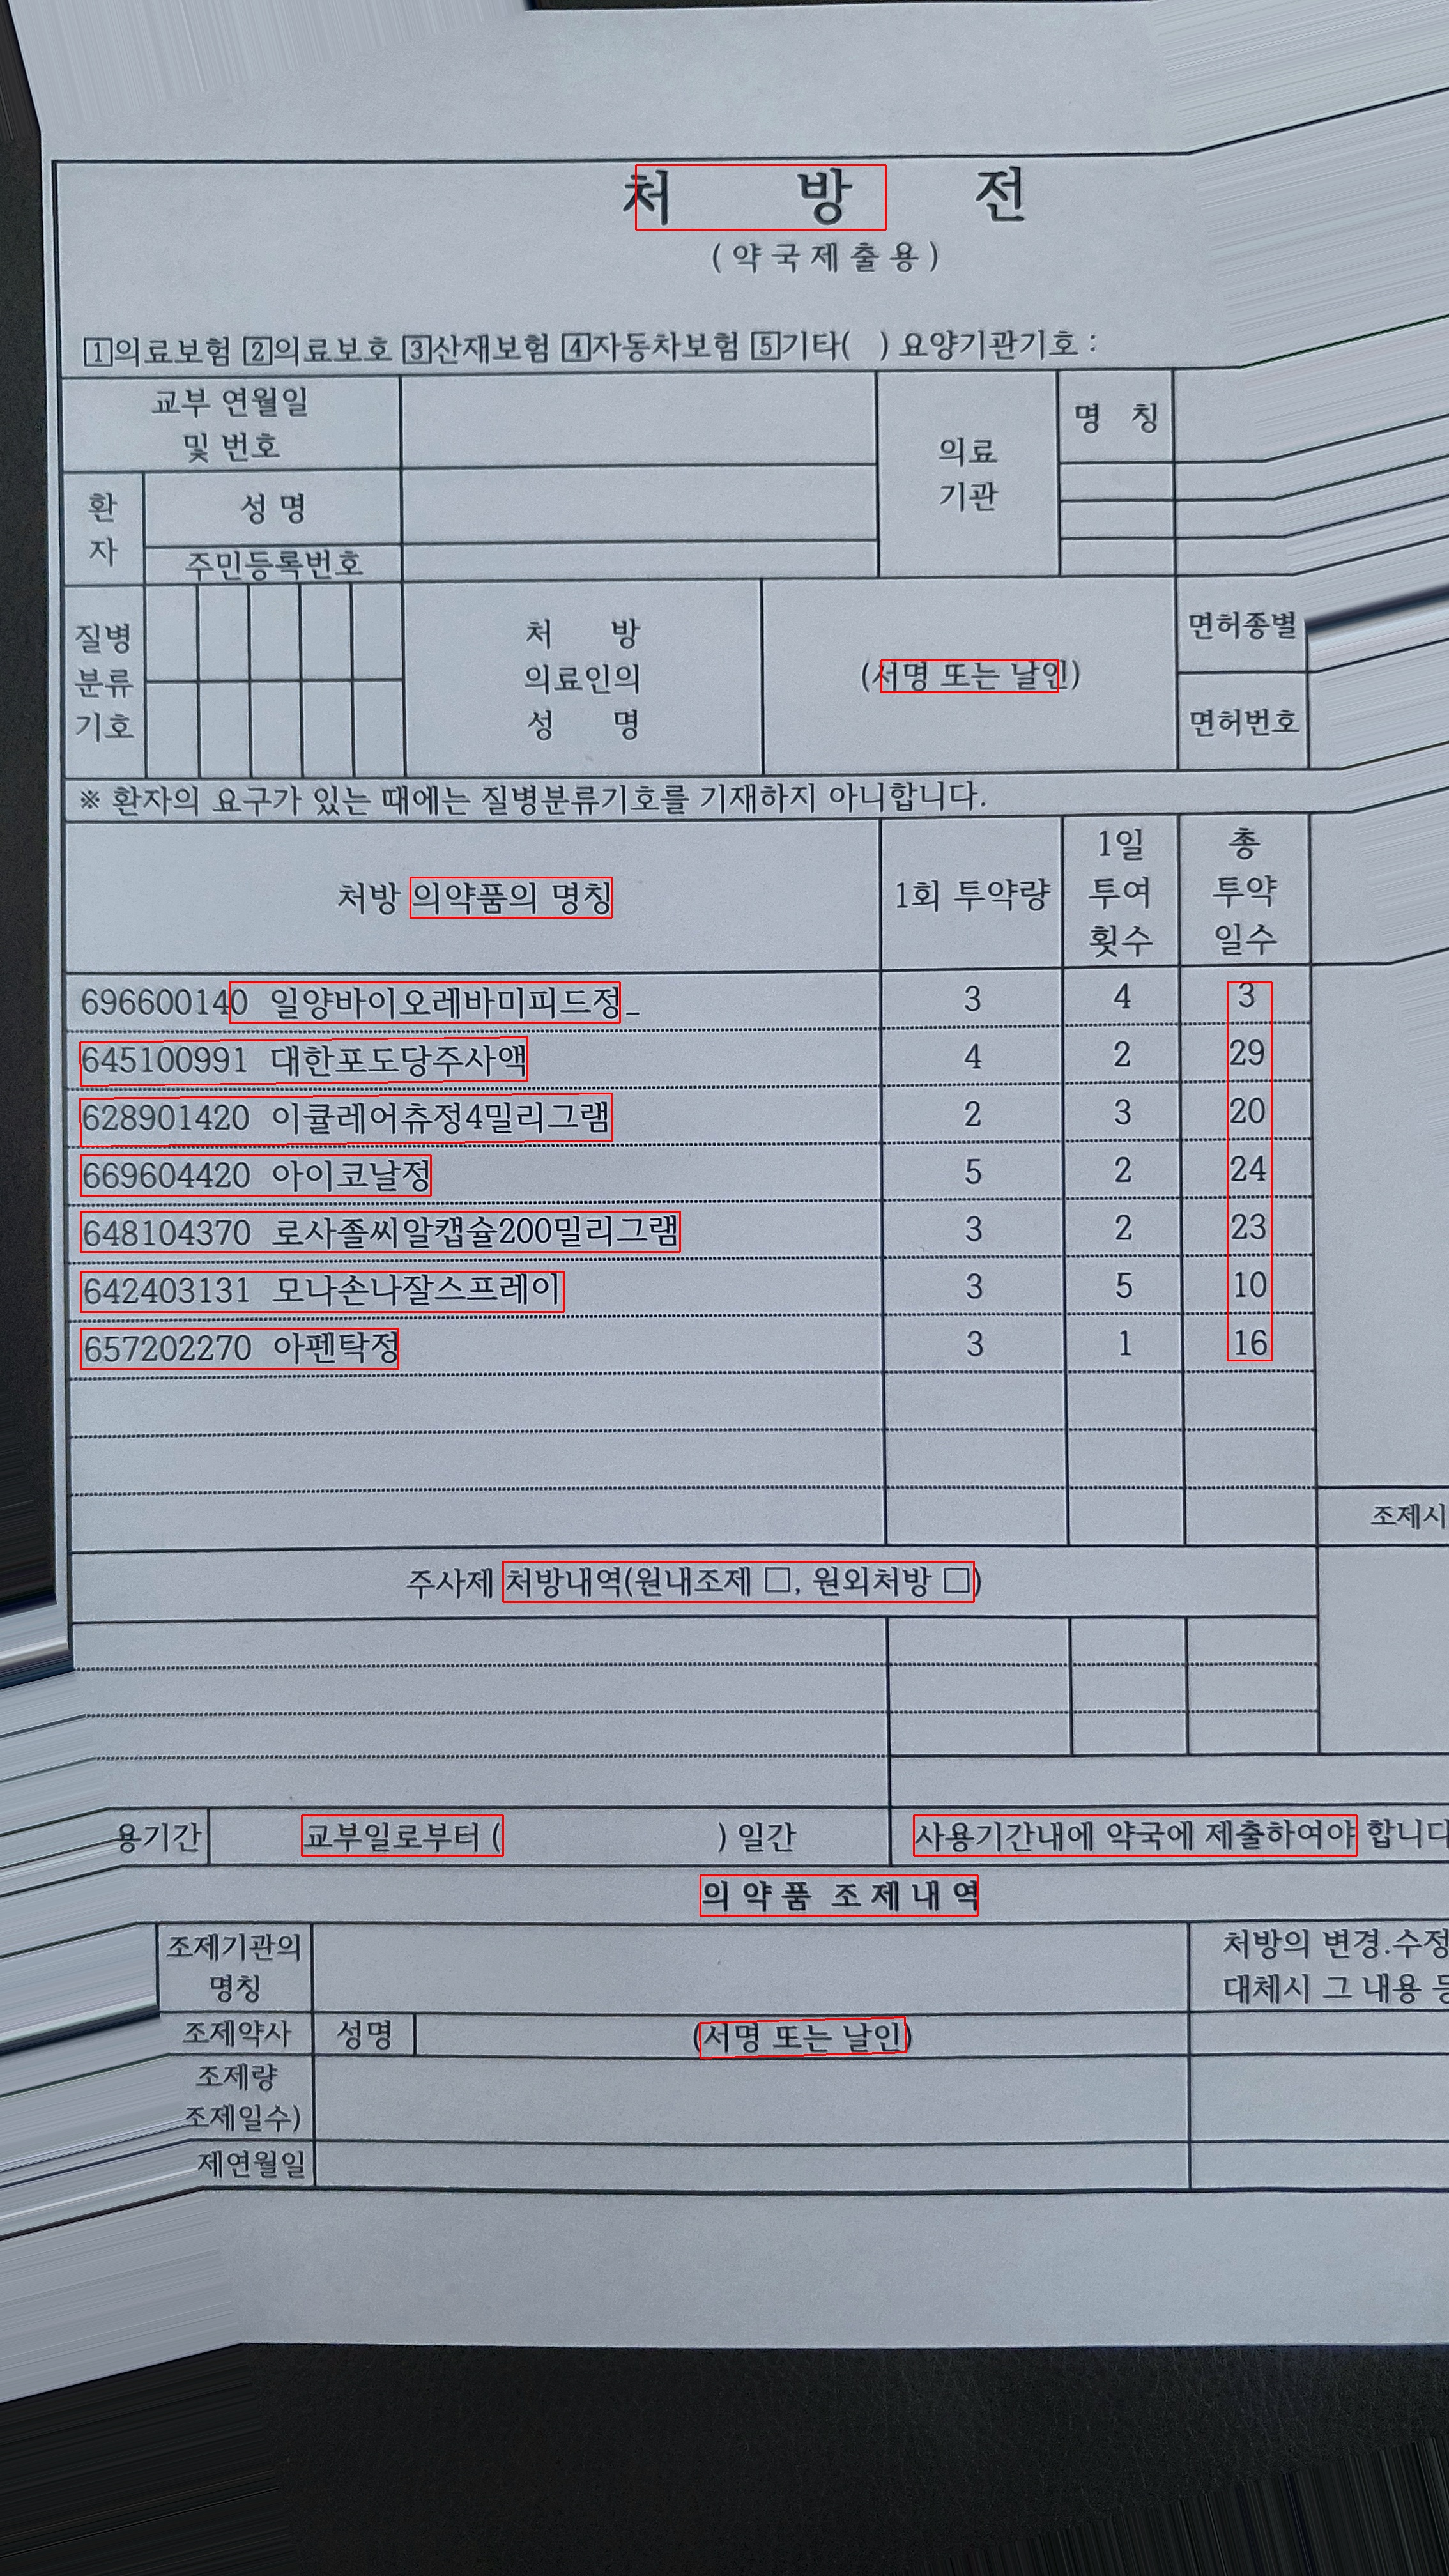 처 방 전
( 약 국 제 출 용 )
1의료보험 2의료보호 3산재보험 4자동차보험 5기타( ) 요양기관기호 :
교부 연월일
및 번호
의료
기관
명 칭
환
자
성 명
주민등록번호
질병
분류
기호
처 방
의료인의
성 명
(서명 또는 날인)
면허종별
면허번호
※ 환자의 요구가 있는 때에는 질병분류기호를 기재하지 아니합니다.
처방 의약품의 명칭
1회 투약량
1일
투여
횟수
총
투약
일수
696600140 일양바이오레바미피드정_ 3 4 3
645100991 대한포도당주사액 4 2 29
628901420 이큘레어츄정4밀리그램 2 3 20
669604420 아이코날정 5 2 24
648104370 로사졸씨알캡슐200밀리그램 3 2 23
642403131 모나손나잘스프레이 3 5 10
657202270 아펜탁정 3 1 16
조제시
주사제 처방내역(원내조제 □, 원외처방 □)
용기간 교부일로부터 ( ) 일간 사용기간내에 약국에 제출하여야 합니다
의 약 품 조 제 내 역
조제기관의
명칭
처방의 변경.수정
대체시 그 내용 등
조제약사 성명 (서명 또는 날인)
조제량
조제일수)
제연월일